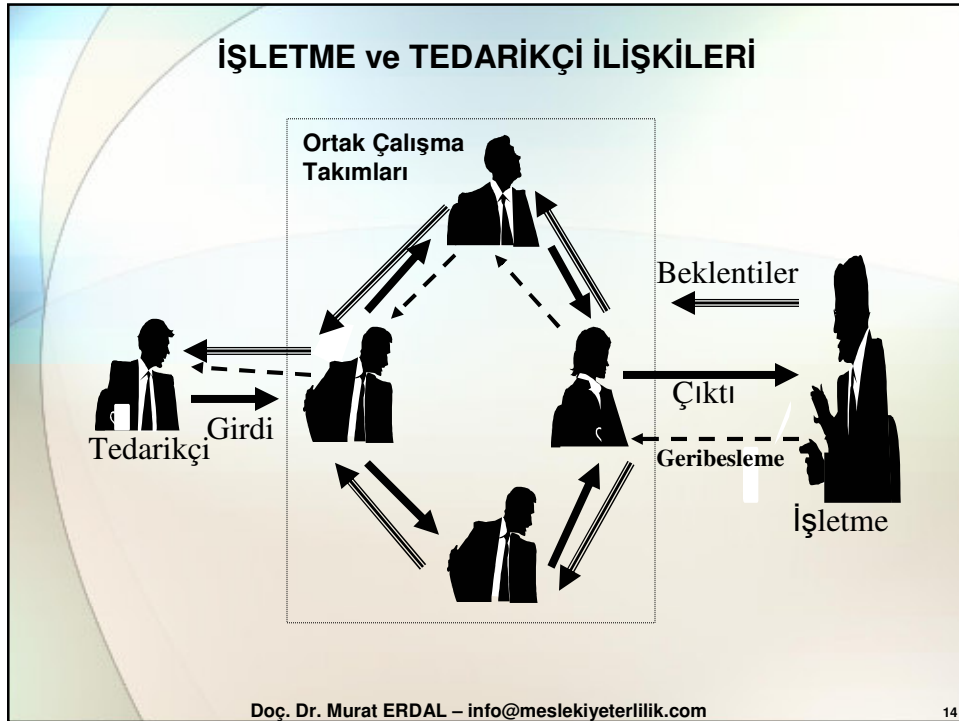 İŞLETME ve TEDARİKÇİ İLİŞKİLERİ
Ortak Çalışma
Takımları
Beklentiler
Çıktı
Girdi
Tedarikçi
Geribesleme
İşletme
Doç. Dr. Murat ERDAL – info@meslekiyeterlilik.com
14